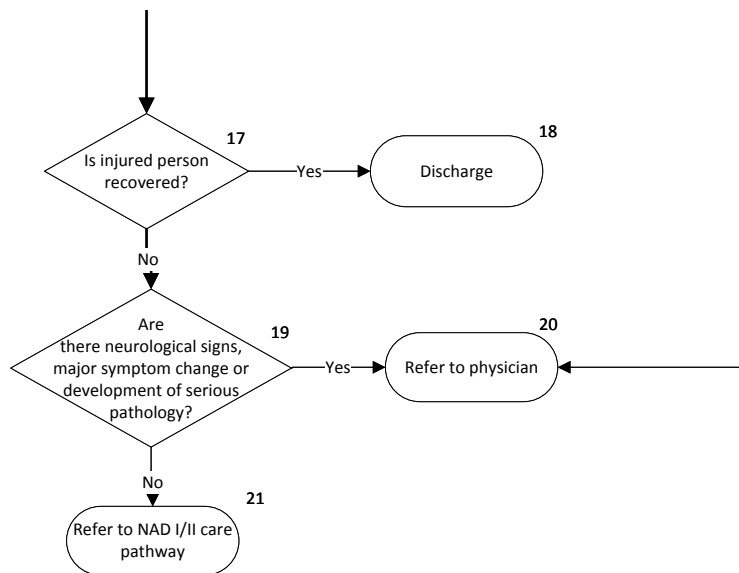 17
Is injured person
recovered?
Yes
18
Discharge
No
19
Are
there neurological signs,
major symptom change or
development of serious
pathology?
Yes
20
Refer to physician
No
21
Refer to NAD I/II care
pathway